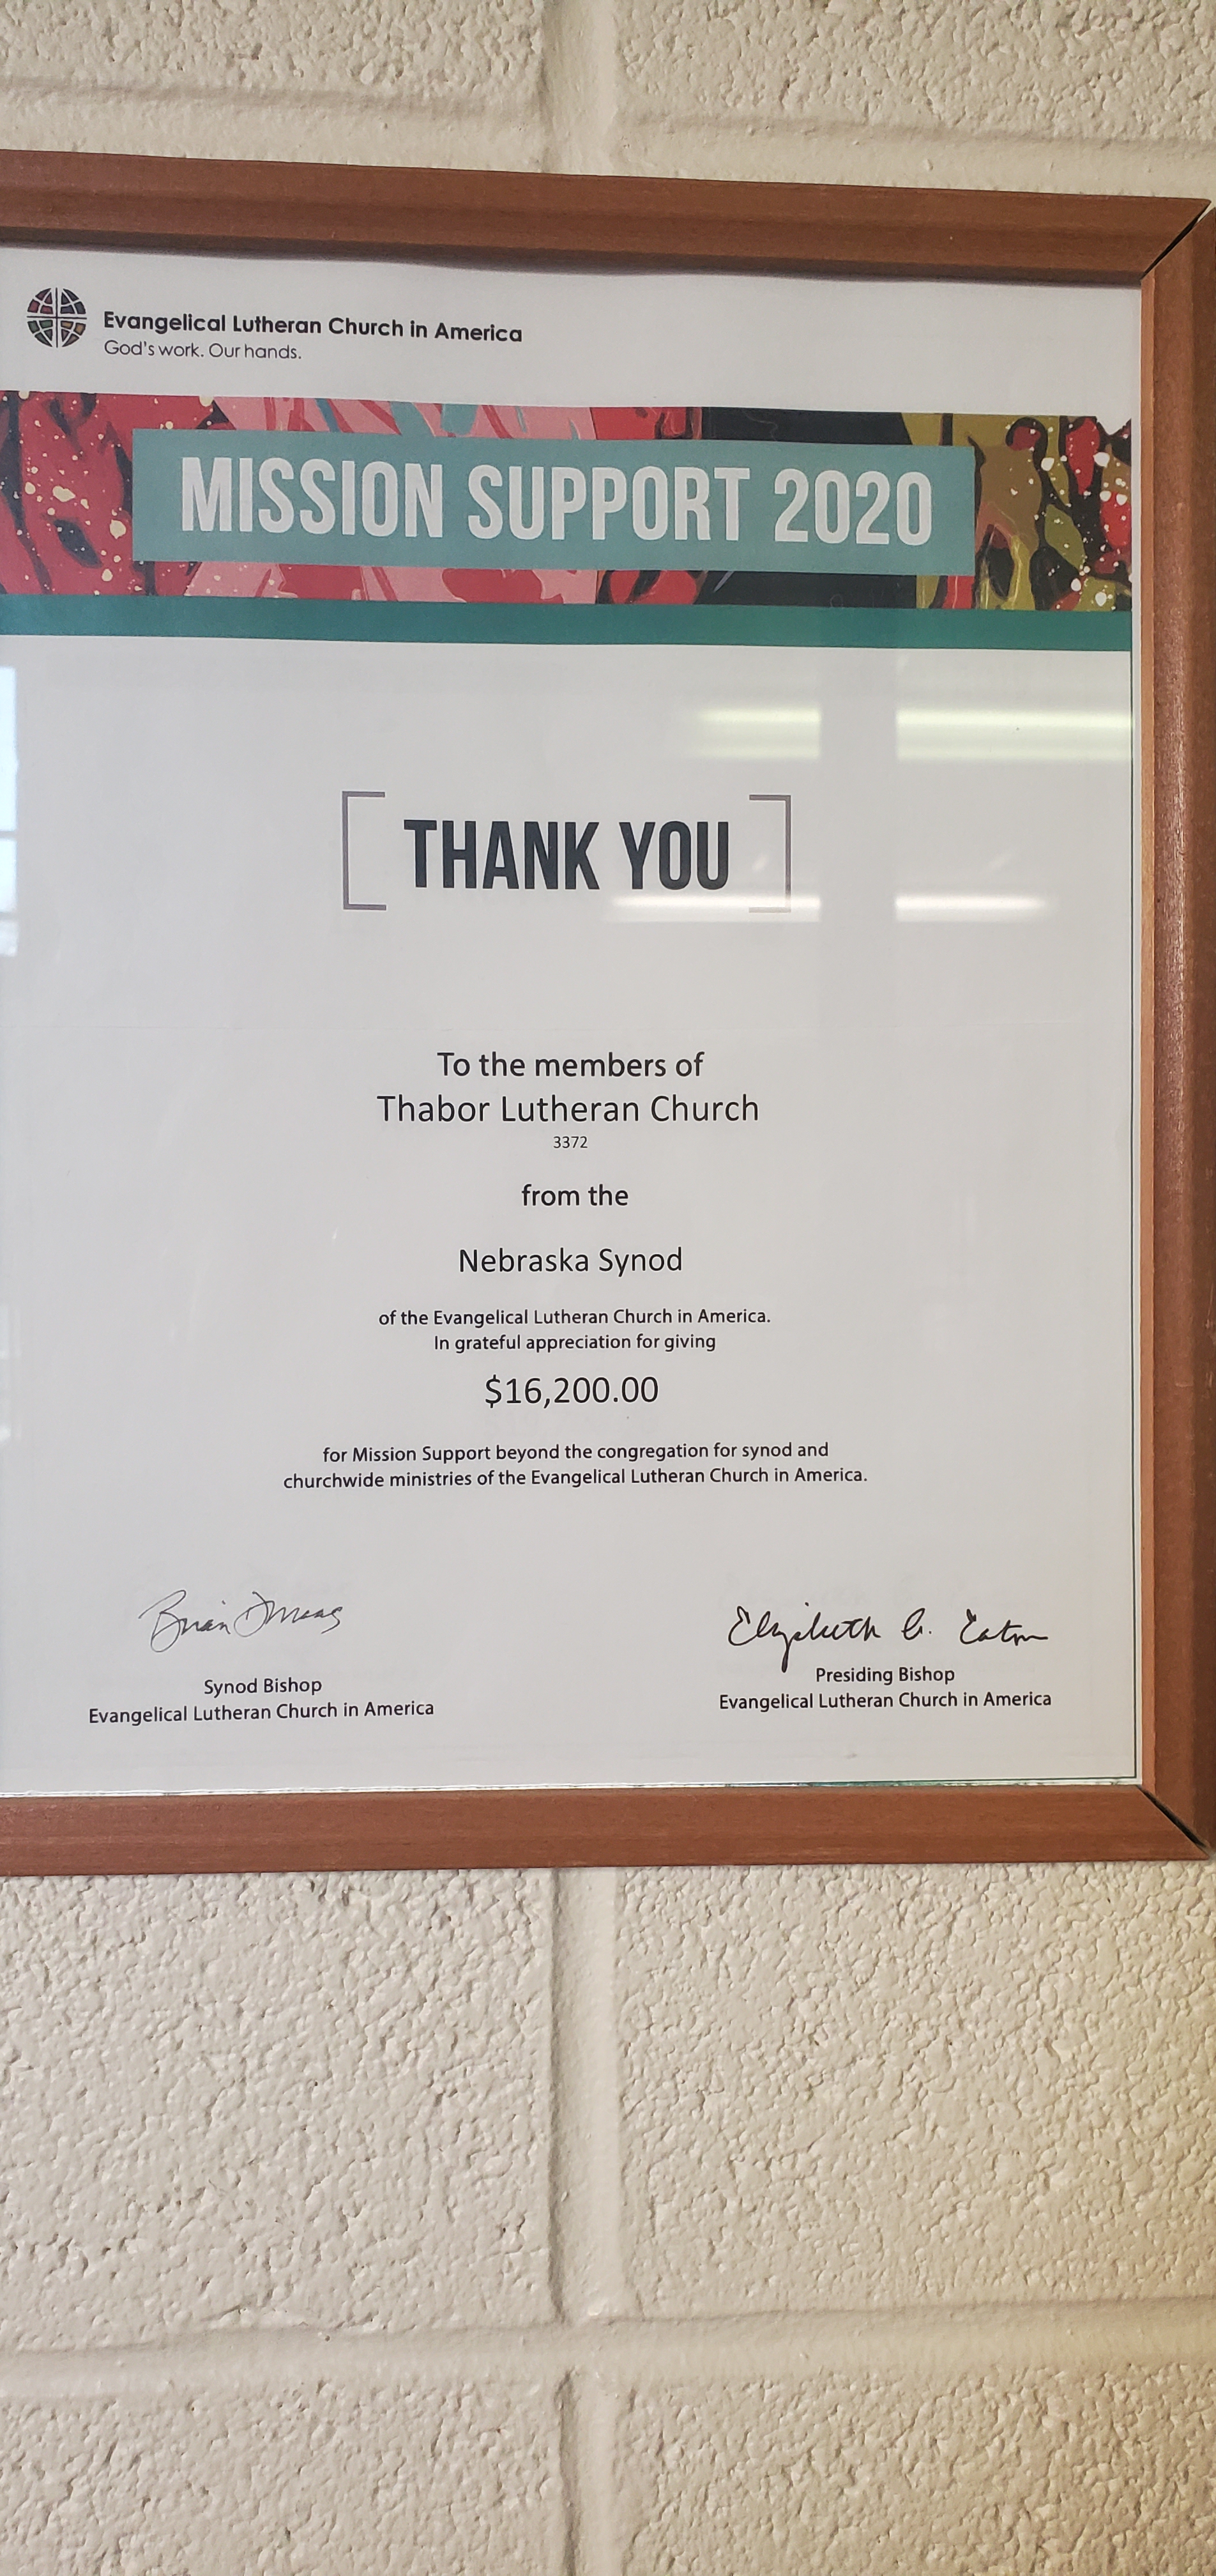 Evangelical Lutheran Church in America
God's work. Our hands.
MISSION SUPPORT 2020
THANK YOU
To the members of
Thabor Lutheran Church
3372
from the
Nebraska Synod
of the Evangelical Lutheran Church in America.
In grateful appreciation for giving
$16,200.00
for Mission Support beyond the congregation for synod and
churchwide ministries of the Evangelical Lutheran Church in America.
Brian D Maas
Synod Bishop
Evangelical Lutheran Church in America
Elizabeth A. Eaton
Presiding Bishop
Evangelical Lutheran Church in America